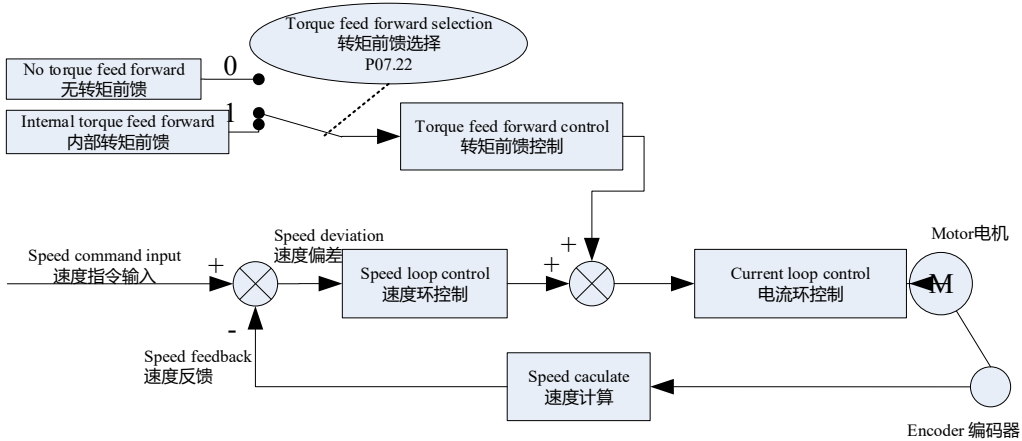 Torque feed forward selection
转矩前馈选择
P07.22
No torque feed forward
无转矩前馈
0
Internal torque feed forward
内部转矩前馈
1
Torque feed forward control
转矩前馈控制
Speed command input
速度指令输入
+
-
Speed deviation
速度偏差
Speed loop control
速度环控制
+
+
Current loop control
电流环控制
Motor电机
M
Speed feedback
速度反馈
Speed caculate
速度计算
Encoder 编码器